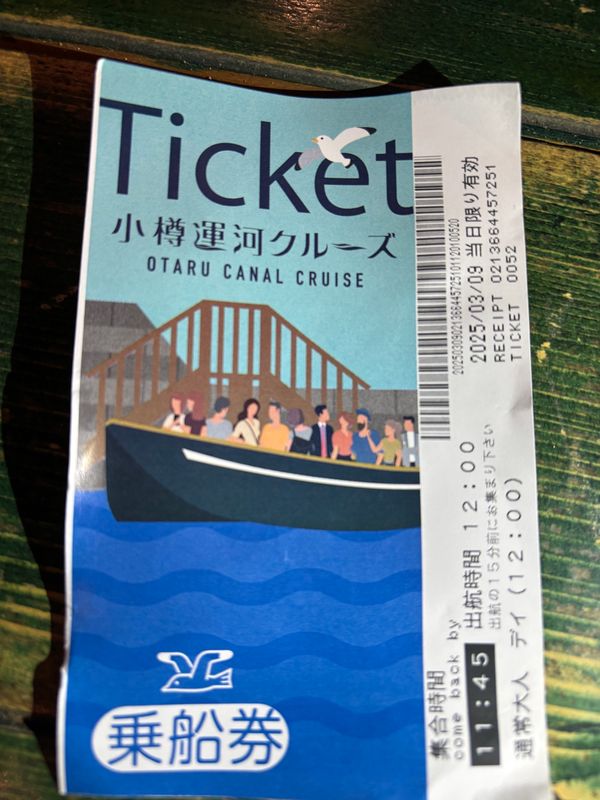 Ticket
小樽運河クルーズ
OTARU CANAL CRUISE
乗船券
20250309021366445725101120100520
2025/03/09 当日限り有効
RECEIPT 0213664457251
TICKET 0052
集合時間
come back by
11:45
出航時間 12:00
出航の15分前にお集まり下さい
通常大人 デイ (12:00)